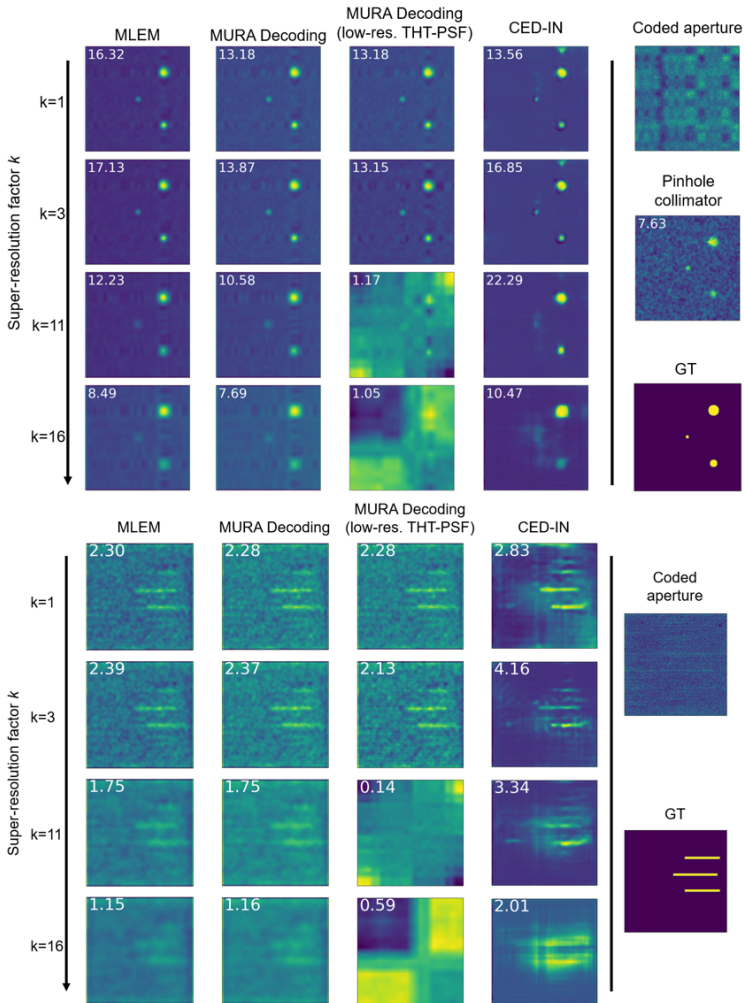 MLEM
MURA Decoding
MURA Decoding
(low-res. THT-PSF)
CED-IN
Coded aperture
Super-resolution factor k
k=1
16.32
13.18
13.18
13.56
k=3
17.13
13.87
13.15
16.85
Pinhole
collimator
7.63
k=11
12.23
10.58
1.17
22.29
GT
k=16
8.49
7.69
1.05
10.47
MLEM
MURA Decoding
MURA Decoding
(low-res. THT-PSF)
CED-IN
Super-resolution factor k
k=1
2.30
2.28
2.28
2.83
Coded
aperture
k=3
2.39
2.37
2.13
4.16
k=11
1.75
1.75
0.14
3.34
GT
k=16
1.15
1.16
0.59
2.01